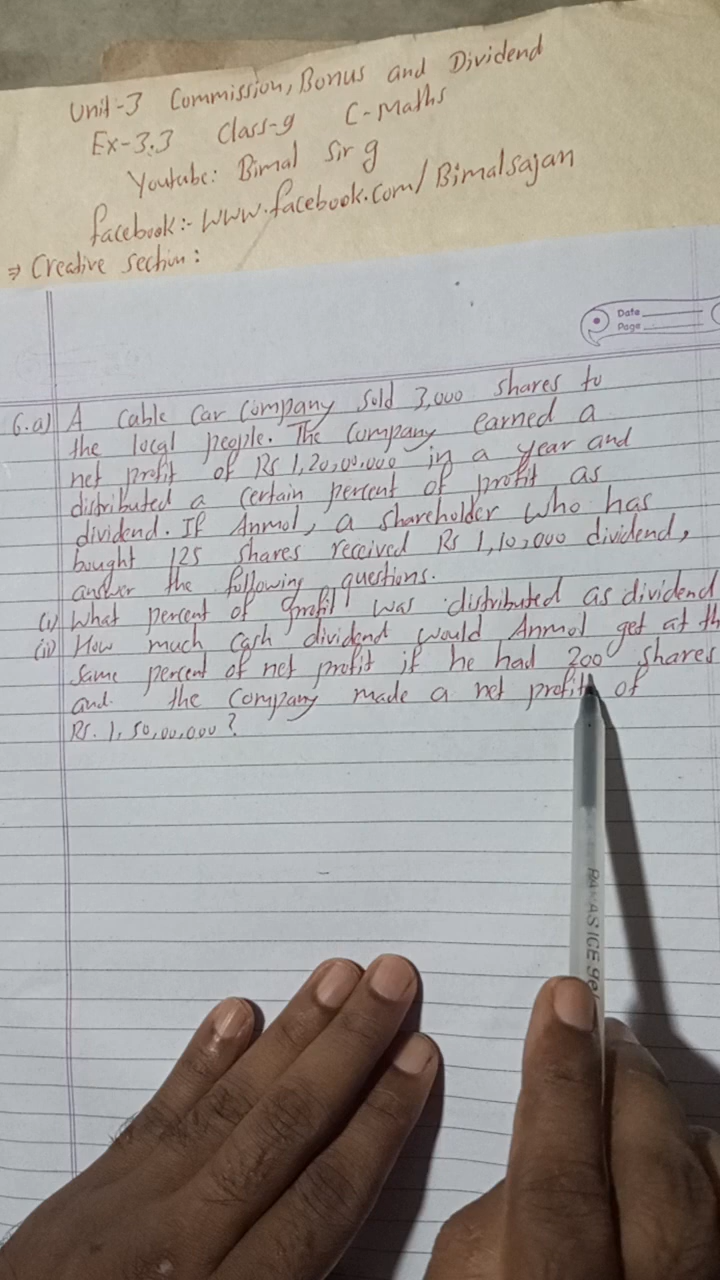 Unit-3 Commission, Bonus and Dividend
Ex-3.3 Class-9 C-Maths
Youtube: Bimal Sir g
facebook:- www.facebook.com/Bimalsajan
⇒ Creative section:
Date
Page
6.a) A cable car Company sold 3,000 shares to
the local people. The Company earned a
net profit of Rs 1,20,00,000 in a year and
distributed a certain percent of profit as
dividend. If Anmol, a shareholder who has
bought 125 shares received Rs 1,10,000 dividend,
answer the following questions.
(i) What percent of profit was distributed as dividend
(ii) How much cash dividend would Anmol get at th
same percent of net profit if he had 200 shares
and the company made a net profit of
Rs. 1,50,00,000?